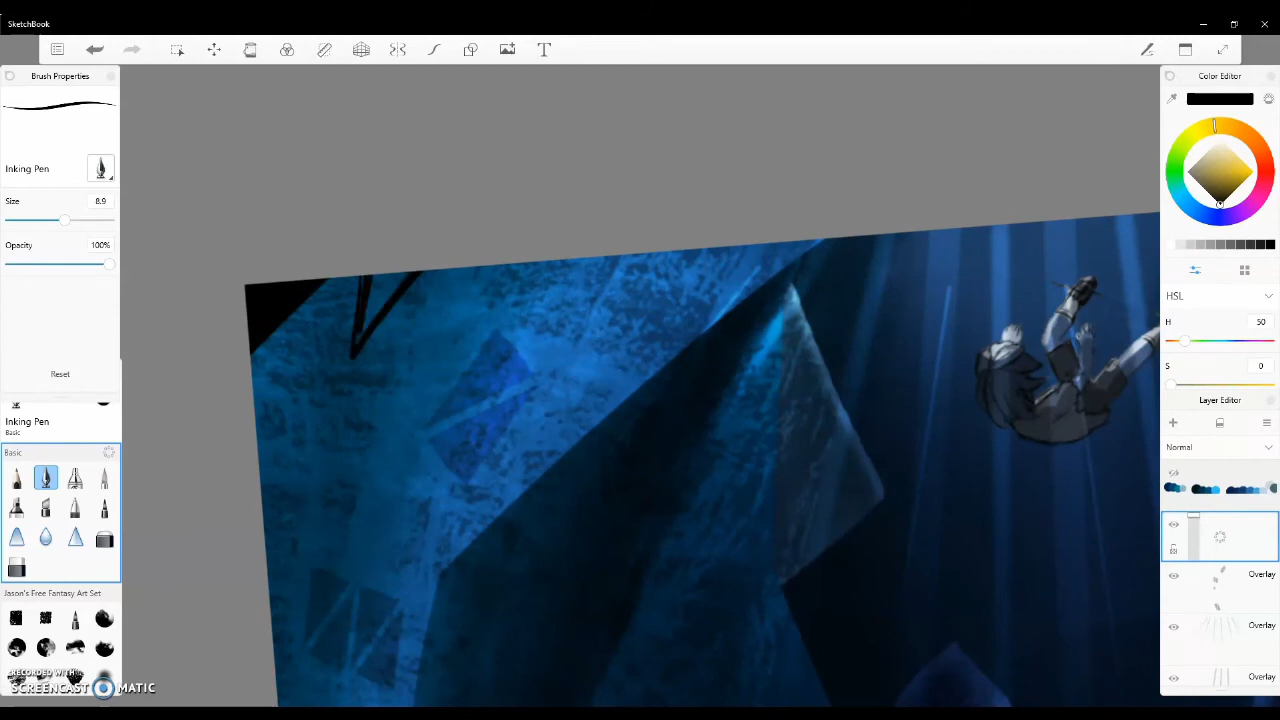 SketchBook
T
Brush Properties
Color Editor
Inking Pen
Size 8.9
Opacity 100%
Reset
Inking Pen
Basic
Basic
Jason's Free Fantasy Art Set
HSL
H 50
S 0
Layer Editor
Normal
Overlay
Overlay
Overlay
RECORDED WITH
SCREENCAST MATIC